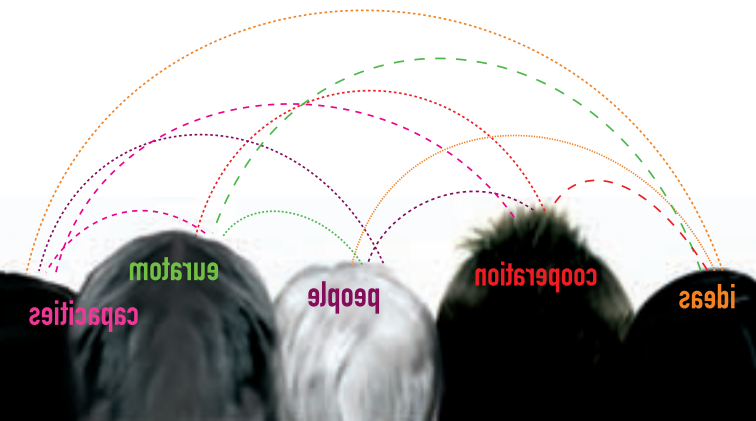 euratom
capacities
people
cooperation
ideas